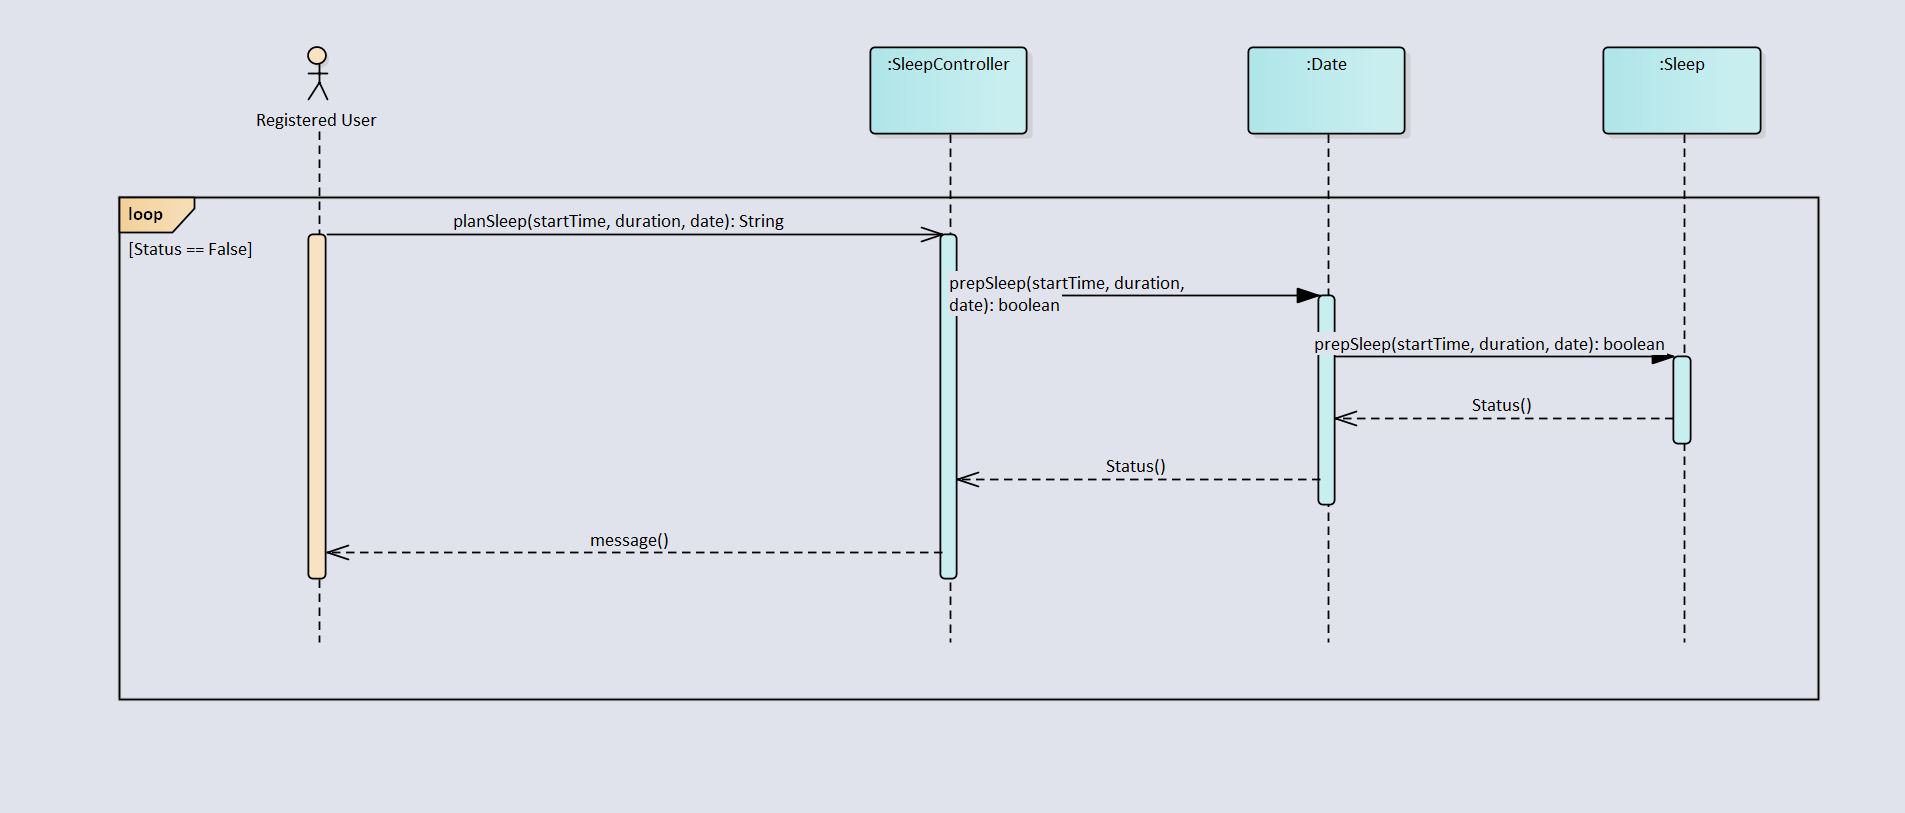 Registered User
:SleepController
:Date
:Sleep
loop
[Status == False]
planSleep(startTime, duration, date): String
prepSleep(startTime, duration,
date): boolean
prepSleep(startTime, duration, date): boolean
Status()
Status()
message()